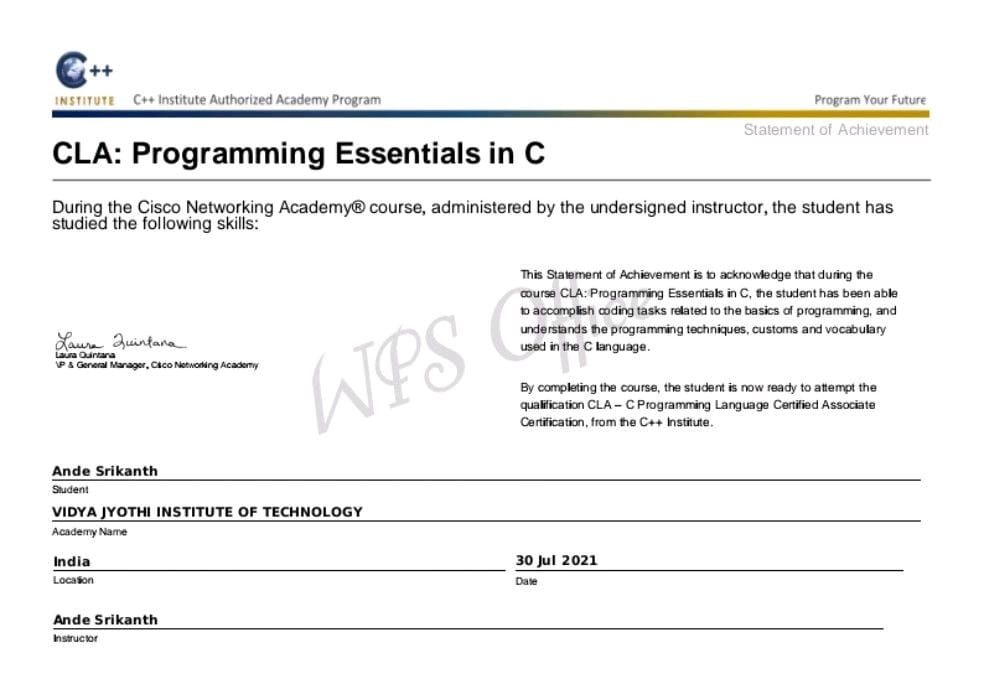 C++
INSTITUTE
C++ Institute Authorized Academy Program
Program Your Future
Statement of Achievement
CLA: Programming Essentials in C
During the Cisco Networking Academy® course, administered by the undersigned instructor, the student has
studied the following skills:
This Statement of Achievement is to acknowledge that during the
course CLA: Programming Essentials in C, the student has been able
to accomplish coding tasks related to the basics of programming, and
understands the programming techniques, customs and vocabulary
used in the C language.
Laura Quintana
Laura Quintana
VP & General Manager, Cisco Networking Academy
By completing the course, the student is now ready to attempt the
qualification CLA – C Programming Language Certified Associate
Certification, from the C++ Institute.
WPS Office
Ande Srikanth
Student
VIDYA JYOTHI INSTITUTE OF TECHNOLOGY
Academy Name
India
Location
30 Jul 2021
Date
Ande Srikanth
Instructor